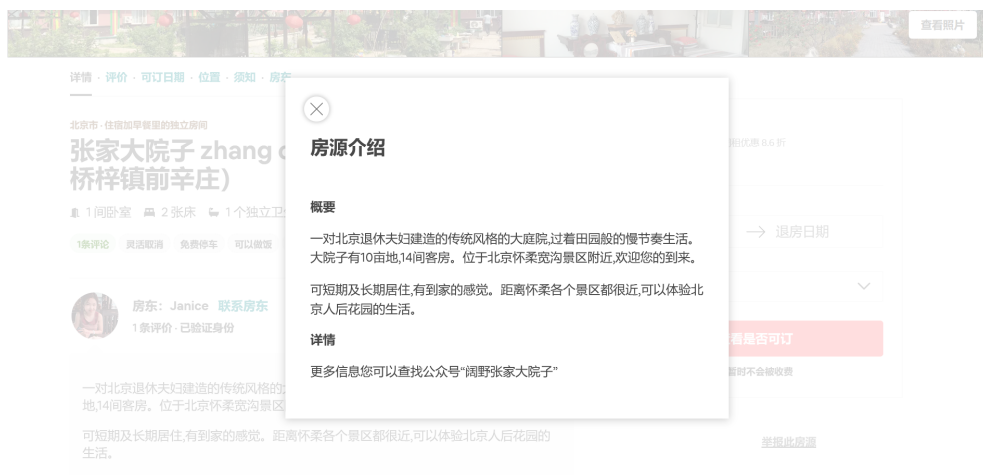 查看照片
详情 · 评价 · 可订日期 · 位置 · 须知 · 房东
北京市 · 住宿加早餐里的独立房间
张家大院子 zhang
桥梓镇前辛庄）
1间卧室 2张床 1个独立卫
1条评论 灵活取消 免费停车 可以做饭
房东：Janice 联系房东
1条评价 · 已验证身份
一对北京退休夫妇建造的传统风格的
地,14间客房。位于北京怀柔宽沟景区
可短期及长期居住,有到家的感觉。距离怀柔各个景区都很近,可以体验北京人后花园的
生活。
房源介绍
概要
一对北京退休夫妇建造的传统风格的大庭院,过着田园般的慢节奏生活。
大院子有10亩地,14间客房。位于北京怀柔宽沟景区附近,欢迎您的到来。
可短期及长期居住,有到家的感觉。距离怀柔各个景区都很近,可以体验北
京人后花园的生活。
详情
更多信息您可以查找公众号“阔野张家大院子”
优惠 8.6 折
→ 退房日期
看是否可订
暂时不会被收费
举报此房源